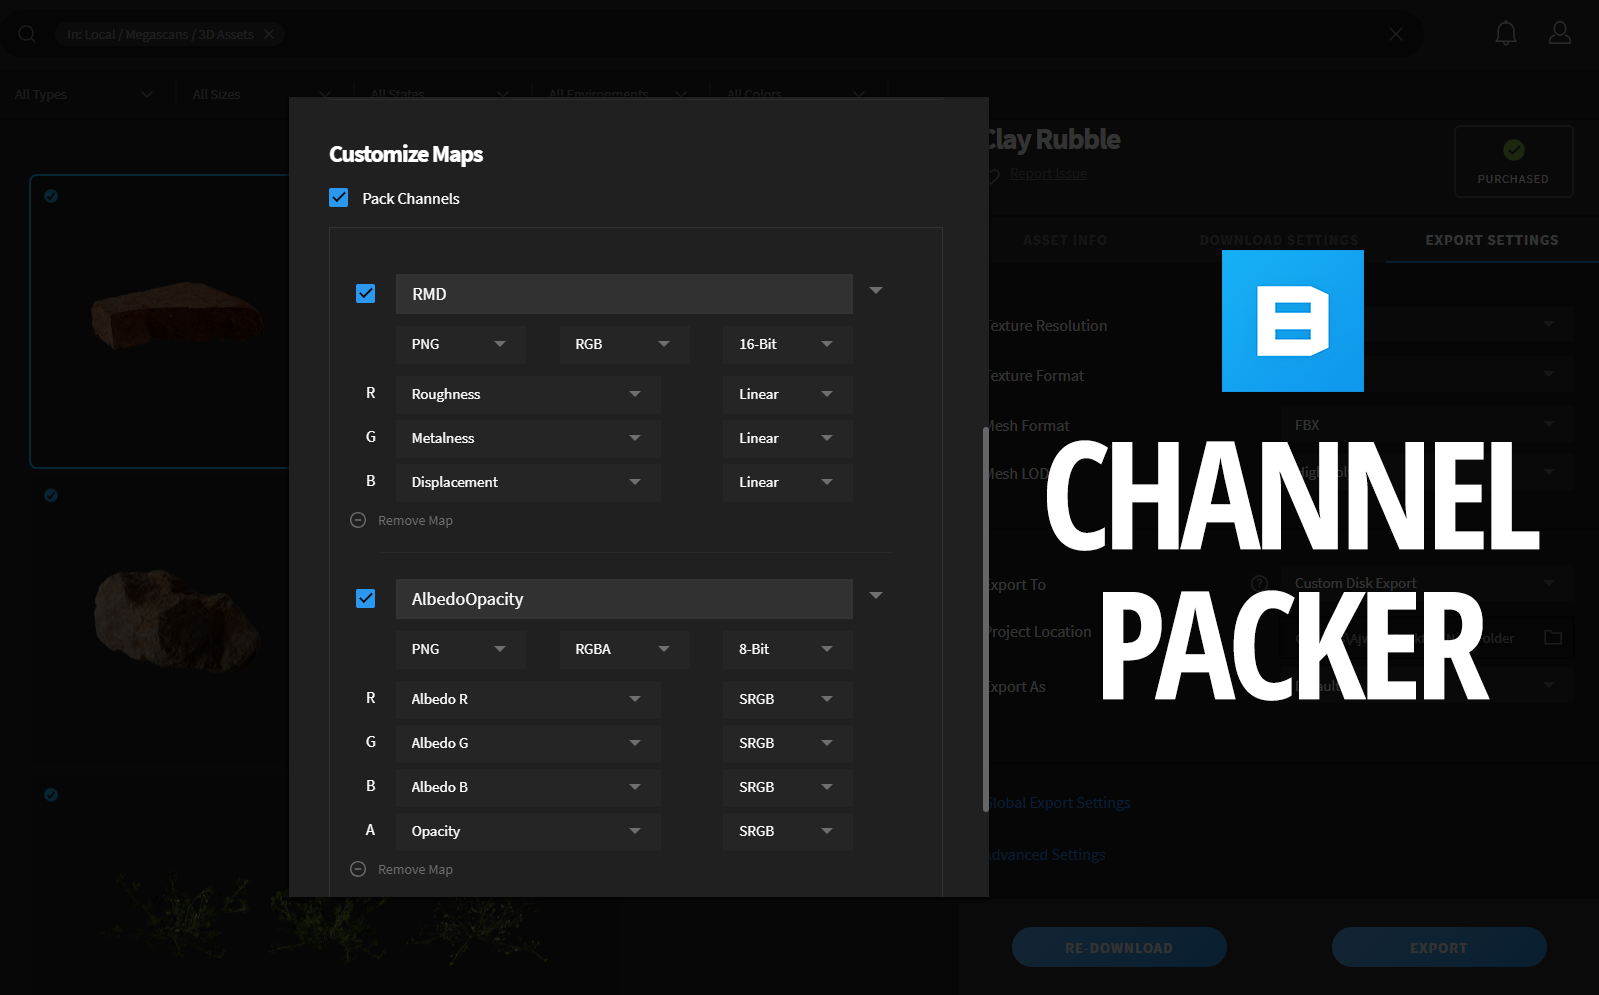 In: Local / Megascans / 3D Assets
All Types
All Sizes
All States
All Environments
All Colors
Customize Maps
Pack Channels
RMD
PNG RGB 16-Bit
R Roughness Linear
G Metalness Linear
B Displacement Linear
Remove Map
AlbedoOpacity
PNG RGBA 8-Bit
R Albedo R SRGB
G Albedo G SRGB
B Albedo B SRGB
A Opacity SRGB
Remove Map
Clay Rubble
Report Issue
PURCHASED
ASSET INFO
DOWNLOAD SETTINGS
EXPORT SETTINGS
B
Texture Resolution
Texture Format
Mesh Format FBX
Mesh LOD
CHANNEL
PACKER
Export To Custom Disk Export
Project Location
Export As
Global Export Settings
Advanced Settings
RE-DOWNLOAD
EXPORT